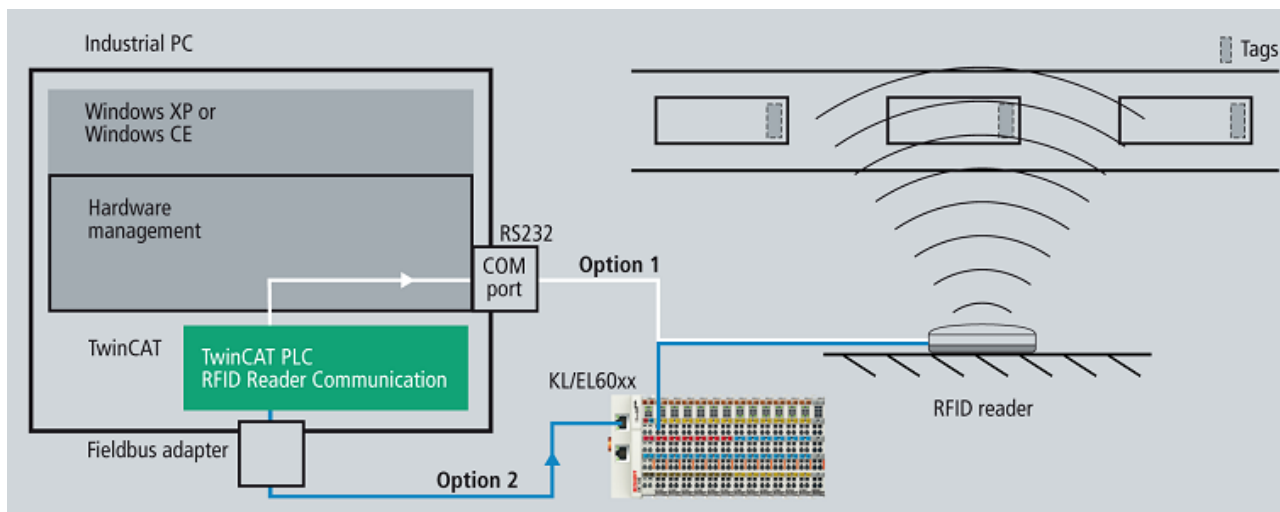 Industrial PC
Tags
Windows XP or
Windows CE
Hardware
management
RS232
COM
port
Option 1
TwinCAT
TwinCAT PLC
RFID Reader Communication
KL/EL60xx
RFID reader
Fieldbus adapter
Option 2